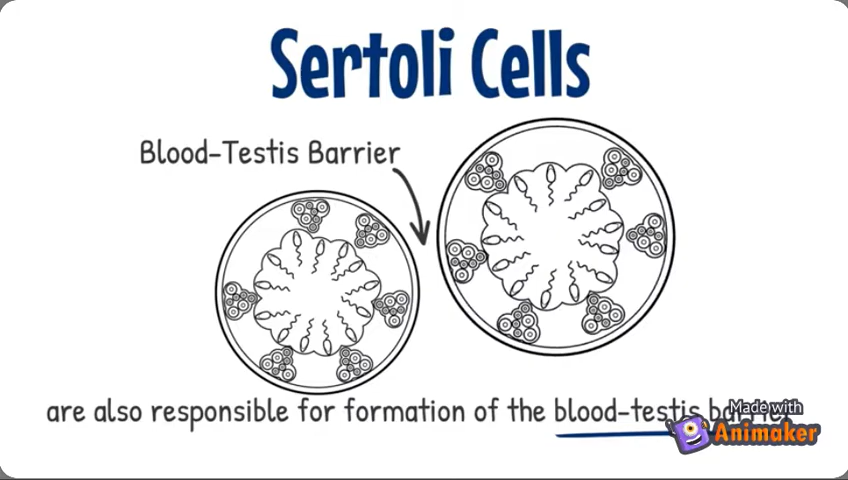 Sertoli Cells
Blood-Testis Barrier
are also responsible for formation of the blood-testis
Made with
Animaker